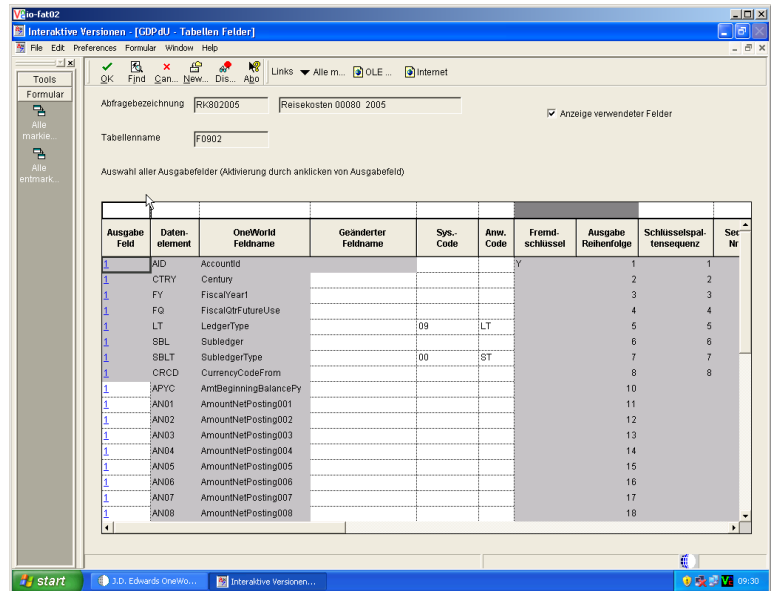 io-fat02
Interaktive Versionen - [GDPdU - Tabellen Felder]
File Edit Preferences Formular Window Help
Tools
Formular
Alle markie...
Alle entmark...
OK Find Can... New... Dis... Abo Links Alle m... OLE ... Internet
Abfragebezeichnung RK802005 Reisekosten 00080 2005
Anzeige verwendeter Felder
Tabellenname F0902
Auswahl aller Ausgabefelder (Aktivierung durch anklicken von Ausgabefeld)
Ausgabe Feld Daten-element OneWorld Feldname Geänderter Feldname Sys.-Code Anw. Code Fremd-schlüssel Ausgabe Reihenfolge Schlüsselspal-tensequenz Seq Nr
1 AID AccountId Y 1 1
1 CTRY Century 2 2
1 FY FiscalYear1 3 3
1 FQ FiscalQtrFutureUse 4 4
1 LT LedgerType 09 LT 5 5
1 SBL Subledger 6 6
1 SBLT SubledgerType 00 ST 7 7
1 CRCD CurrencyCodeFrom 8 8
1 APYC AmtBeginningBalancePy 10
1 AN01 AmountNetPosting001 11
1 AN02 AmountNetPosting002 12
1 AN03 AmountNetPosting003 13
1 AN04 AmountNetPosting004 14
1 AN05 AmountNetPosting005 15
1 AN06 AmountNetPosting006 16
1 AN07 AmountNetPosting007 17
1 AN08 AmountNetPosting008 18
start J.D. Edwards OneWo... Interaktive Versionen... 09:30